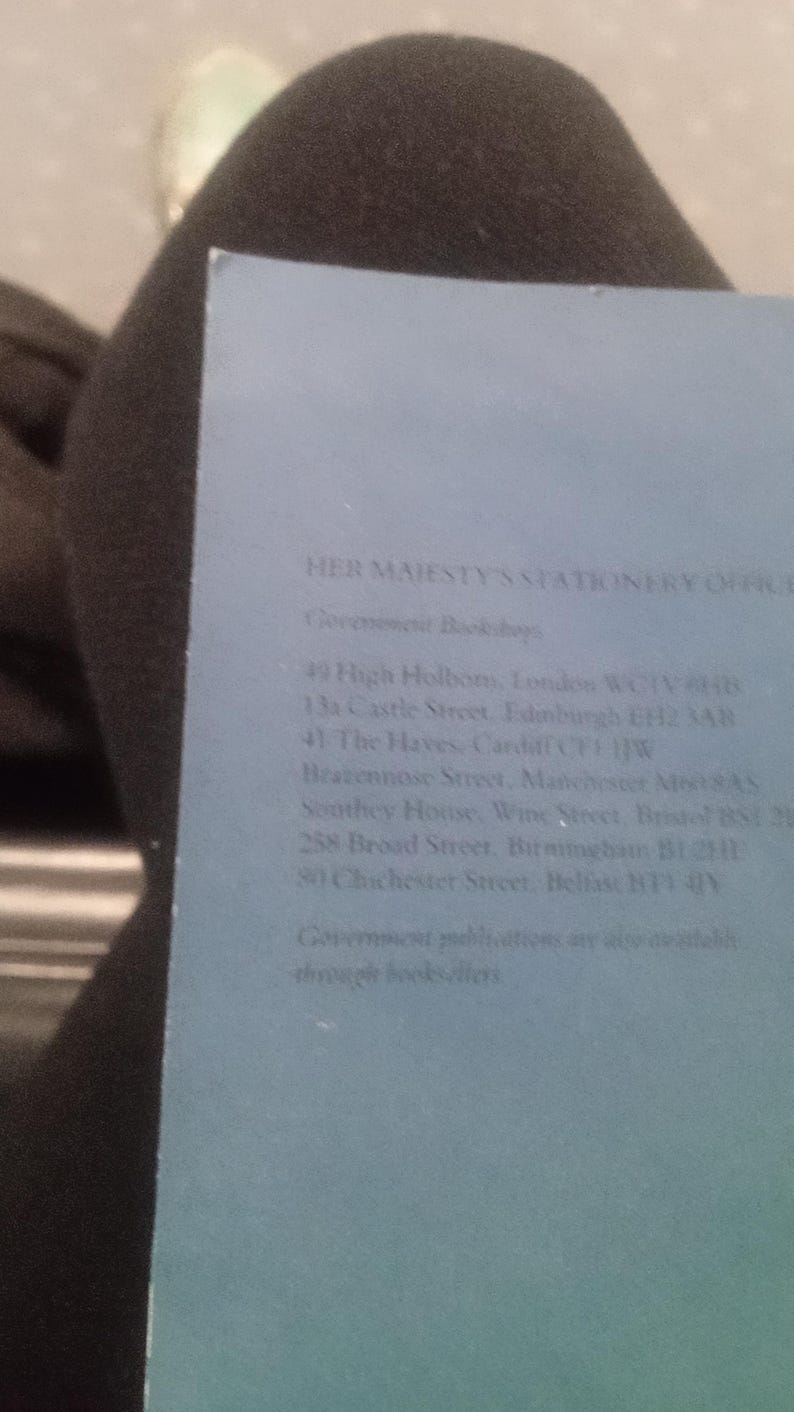 HER MAJESTY'S STATIONERY OFFICE
Government Bookshops
49 High Holborn, London WC1V 6HB
13a Castle Street, Edinburgh EH2 3AR
41 The Hayes, Cardiff CF1 1JW
Brazennose Street, Manchester M60 8AS
Southey House, Wine Street, Bristol BS1
258 Broad Street, Birmingham B1 2HE
80 Chichester Street, Belfast BT1 4JY
Government publications are also available
through booksellers